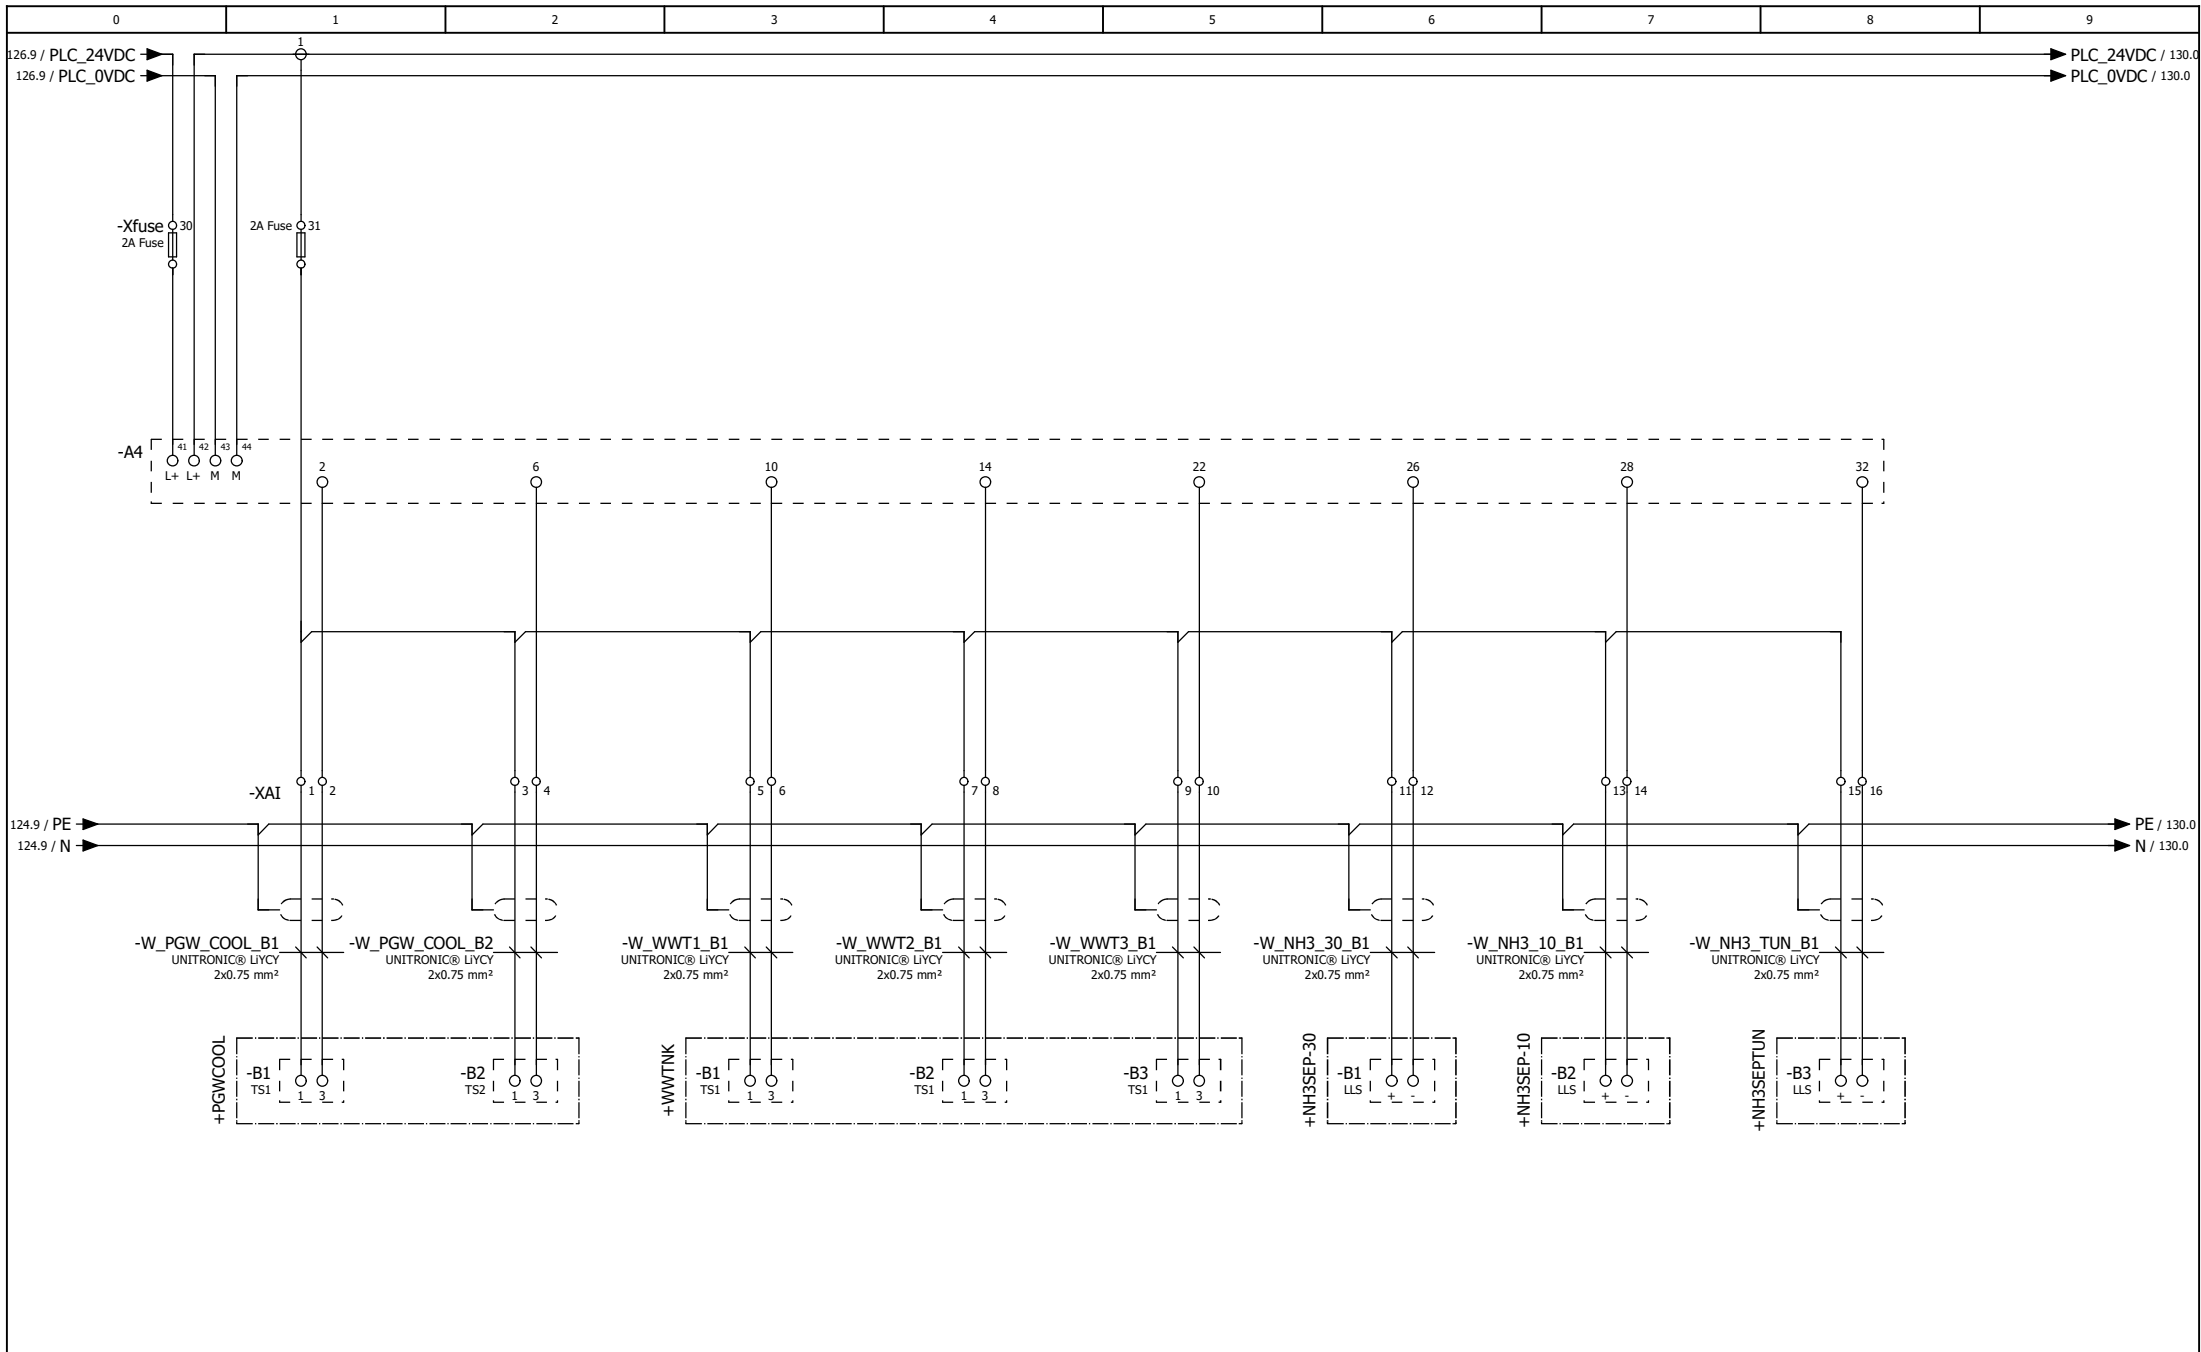 0 1 2 3 4 5 6 7 8 9
1
126.9 / PLC_24VDC PLC_24VDC / 130.0
126.9 / PLC_0VDC PLC_0VDC / 130.0
-Xfuse 30 2A Fuse 31
2A Fuse
-A4 41 42 43 44
L+ L+ M M
2 6 10 14 22 26 28 32
-XAI 1 2 3 4 5 6 7 8 9 10 11 12 13 14 15 16
124.9 / PE PE / 130.0
124.9 / N N / 130.0
-W_PGW_COOL_B1 -W_PGW_COOL_B2 -W_WWT1_B1 -W_WWT2_B1 -W_WWT3_B1 -W_NH3_30_B1 -W_NH3_10_B1 -W_NH3_TUN_B1
UNITRONIC® LiYCY UNITRONIC® LiYCY UNITRONIC® LiYCY UNITRONIC® LiYCY UNITRONIC® LiYCY UNITRONIC® LiYCY UNITRONIC® LiYCY UNITRONIC® LiYCY
2x0.75 mm² 2x0.75 mm² 2x0.75 mm² 2x0.75 mm² 2x0.75 mm² 2x0.75 mm² 2x0.75 mm² 2x0.75 mm²
+PGWCOOL +WWTNK +NH3SEP-30 +NH3SEP-10 +NH3SEPTUN
-B1 -B2 -B1 -B2 -B3 -B1 -B2 -B3
TS1 TS2 TS1 TS1 TS1 LLS LLS LLS
1 3 1 3 1 3 1 3 1 3 + - + - + -